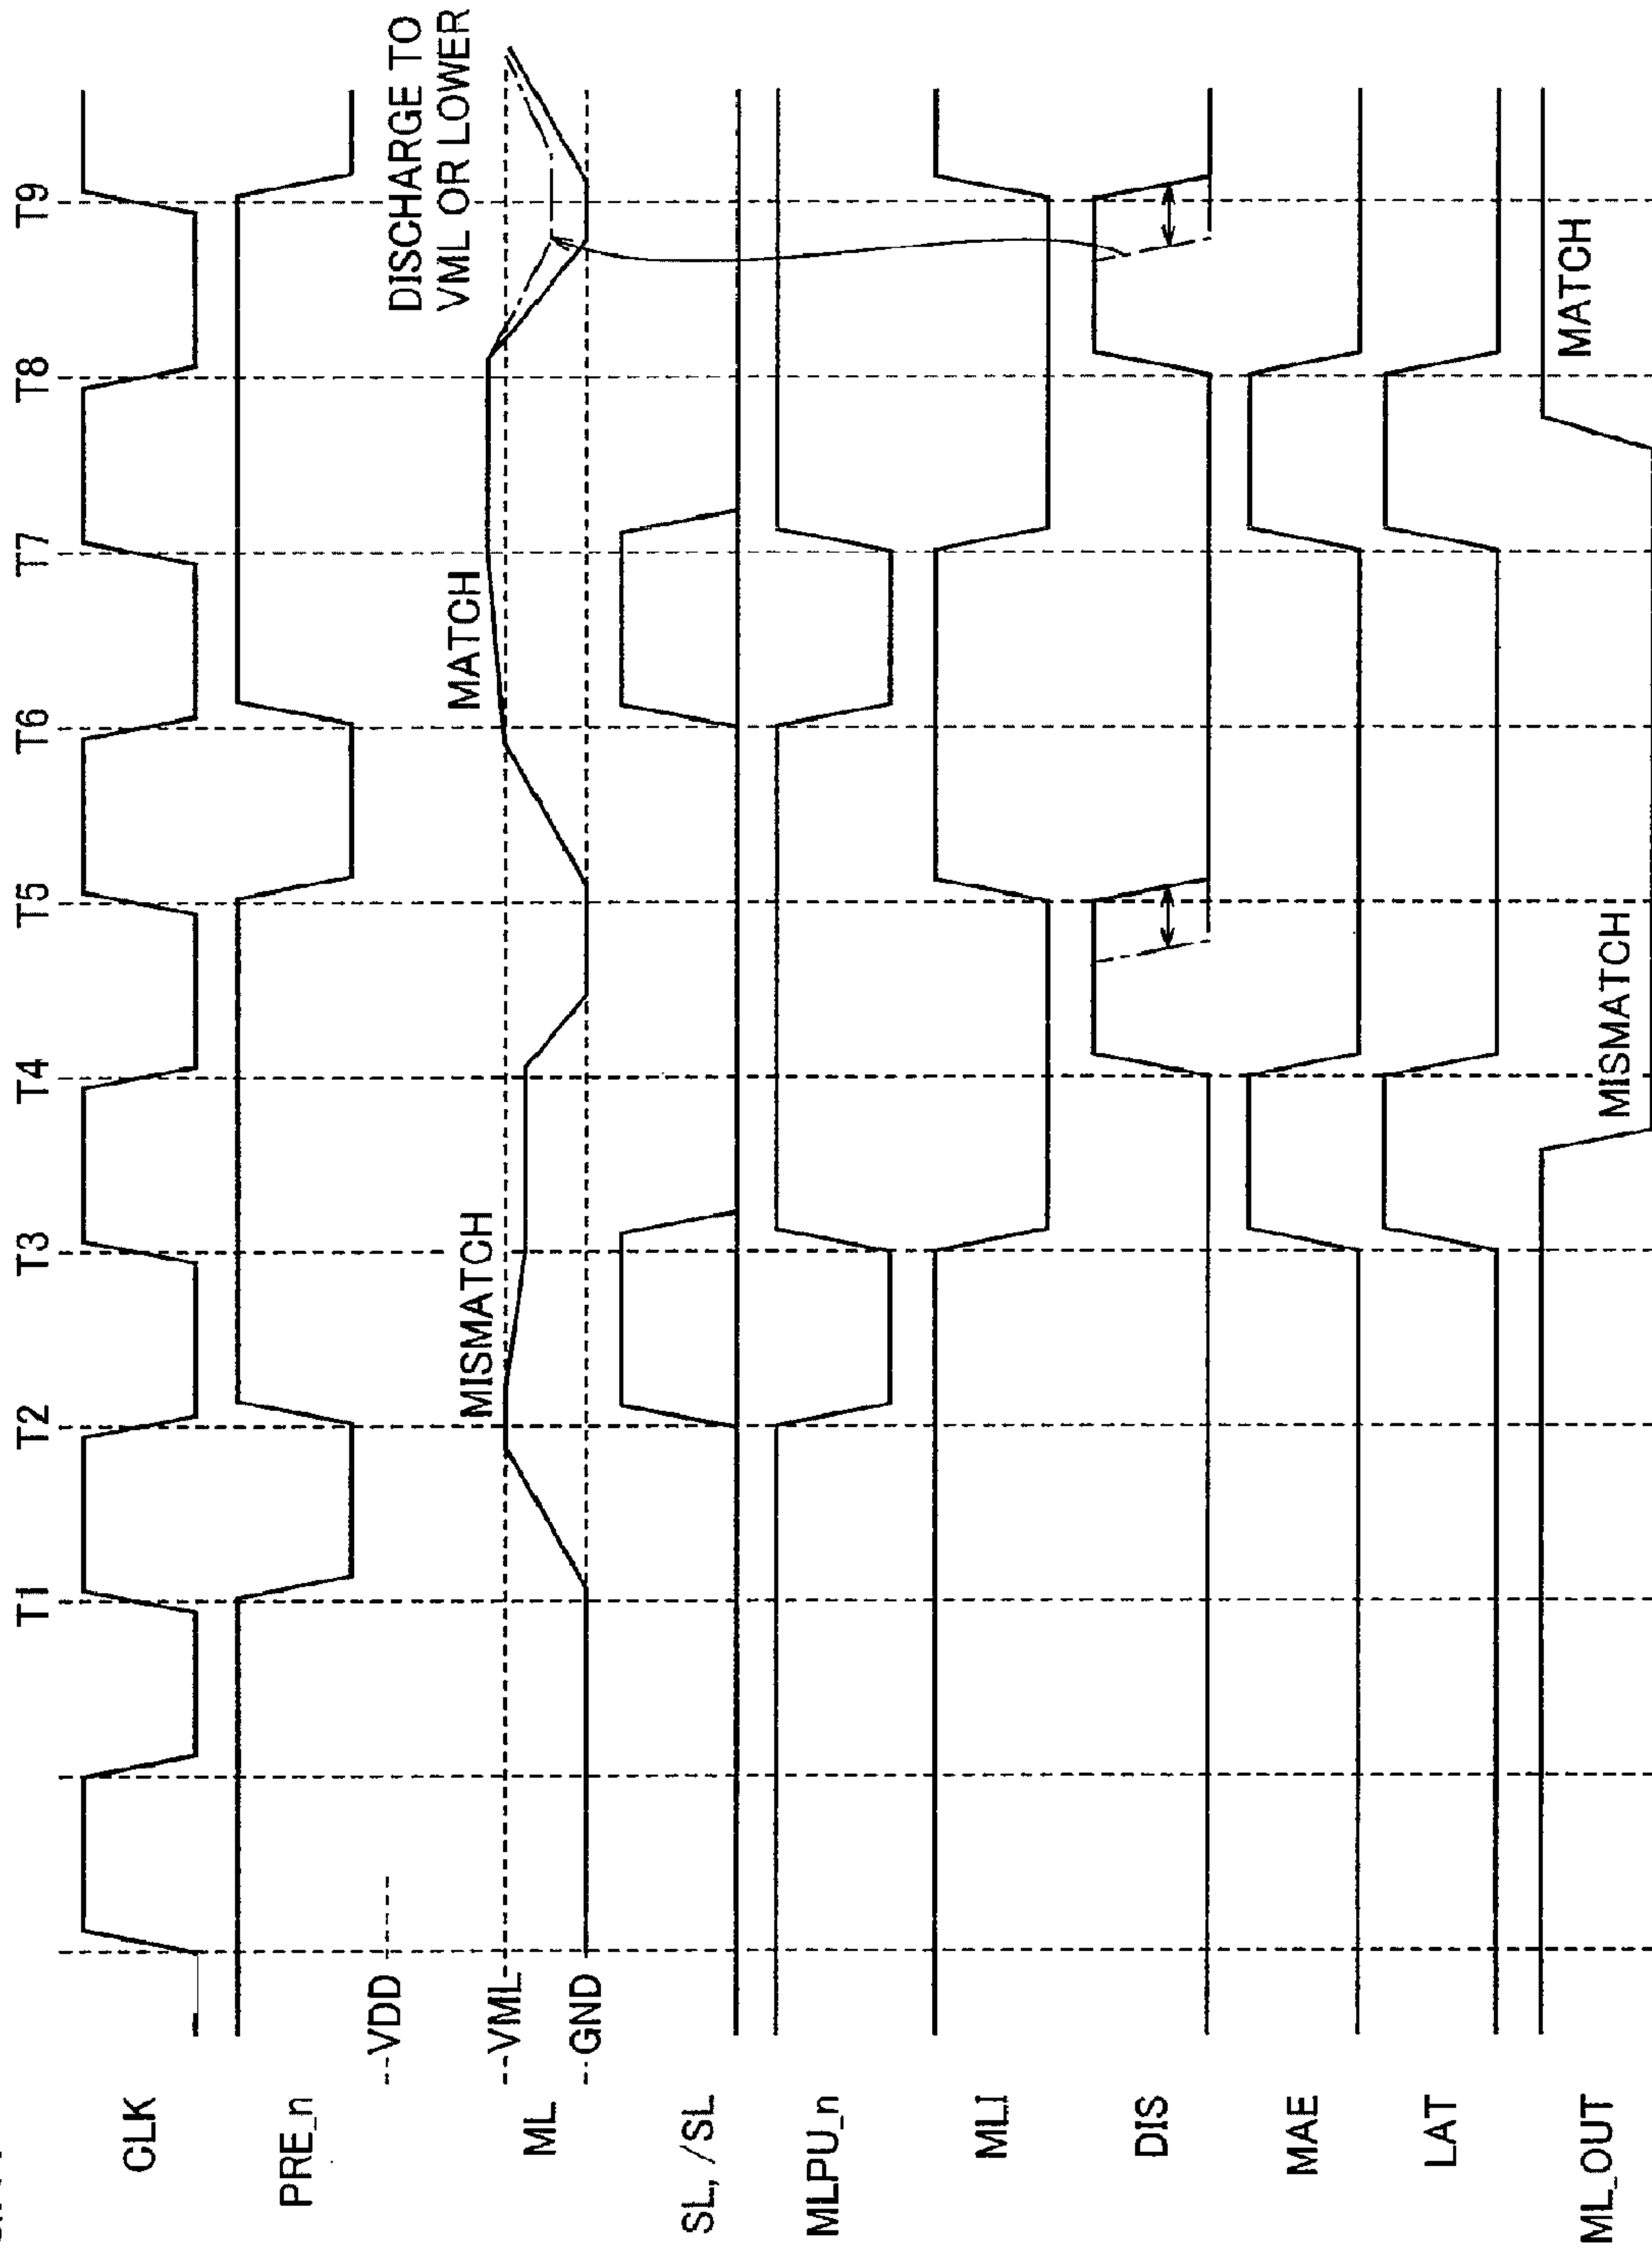 T1 T2 T3 T4 T5 T6 T7 T8 T9
CLK
PRE_n
VDD
VML
ML
GND
MISMATCH
MATCH
DISCHARGE TO
VML OR LOWER
SL, /SL
MLPU_n
MLI
DIS
MAE
LAT
ML_OUT
MISMATCH
MATCH